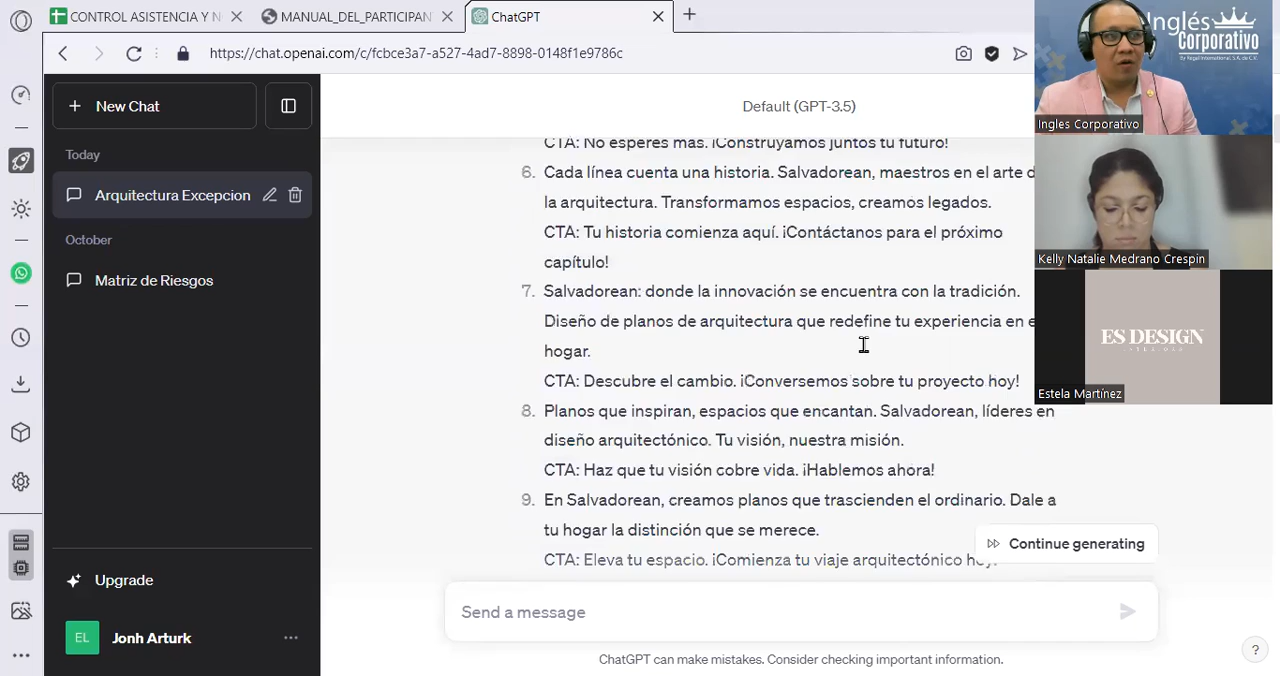 CONTROL ASISTENCIA Y N
MANUAL_DEL_PARTICIPAN
ChatGPT
https://chat.openai.com/c/fcbce3a7-a527-4ad7-8898-0148f1e9786c
New Chat
Today
Arquitectura Excepcion
October
Matriz de Riesgos
Upgrade
EL
Jonh Arturk
Default (GPT-3.5)
CTA: No esperes más. ¡Construyamos juntos tu futuro!
6. Cada línea cuenta una historia. Salvadorean, maestros en el arte d
la arquitectura. Transformamos espacios, creamos legados.
CTA: Tu historia comienza aquí. ¡Contáctanos para el próximo
capítulo!
7. Salvadorean: donde la innovación se encuentra con la tradición.
Diseño de planos de arquitectura que redefine tu experiencia en e
hogar.
CTA: Descubre el cambio. ¡Conversemos sobre tu proyecto hoy!
8. Planos que inspiran, espacios que encantan. Salvadorean, líderes en
diseño arquitectónico. Tu visión, nuestra misión.
CTA: Haz que tu visión cobre vida. ¡Hablemos ahora!
9. En Salvadorean, creamos planos que trascienden el ordinario. Dale a
tu hogar la distinción que se merece.
CTA: Eleva tu espacio. ¡Comienza tu viaje arquitectónico hoy!
Continue generating
Send a message
ChatGPT can make mistakes. Consider checking important information.
?
Inglés
Corporativo
By Regal International, S.A. de C.V.
Ingles Corporativo
Kelly Natalie Medrano Crespin
ES DESIGN
Estela Martínez